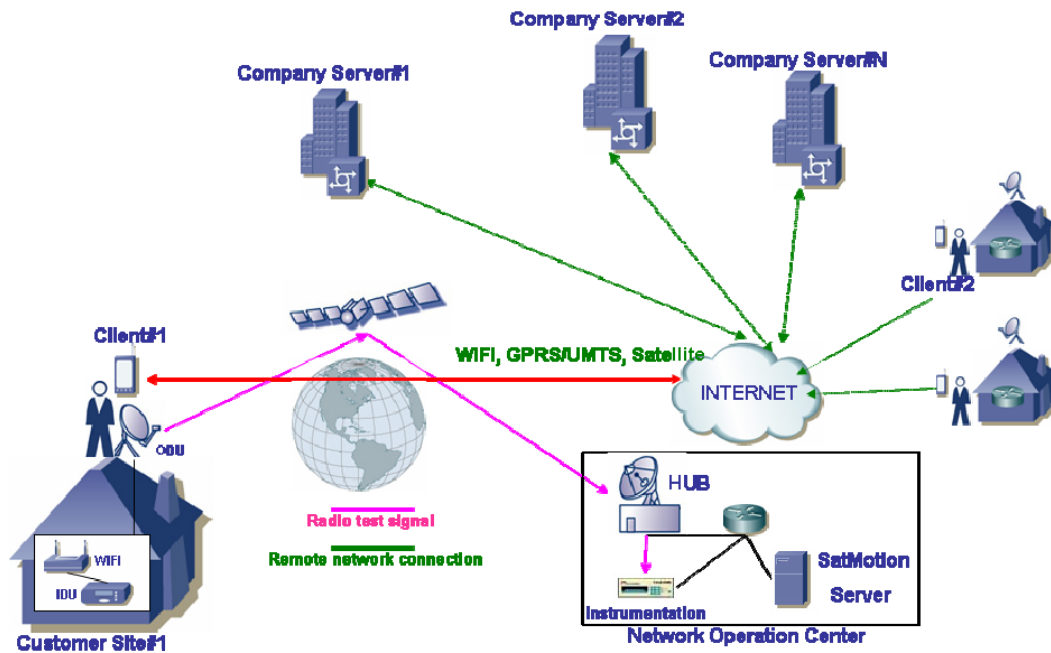 Company Server#2
Company Server#1
Company Server#N
Client#2
Client#1
WIFI, GPRS/UMTS, Satellite
INTERNET
ODU
HUB
Radio test signal
Remote network connection
WIFI
IDU
SatMotion
Server
Instrumentation
Network Operation Center
Customer Site#1